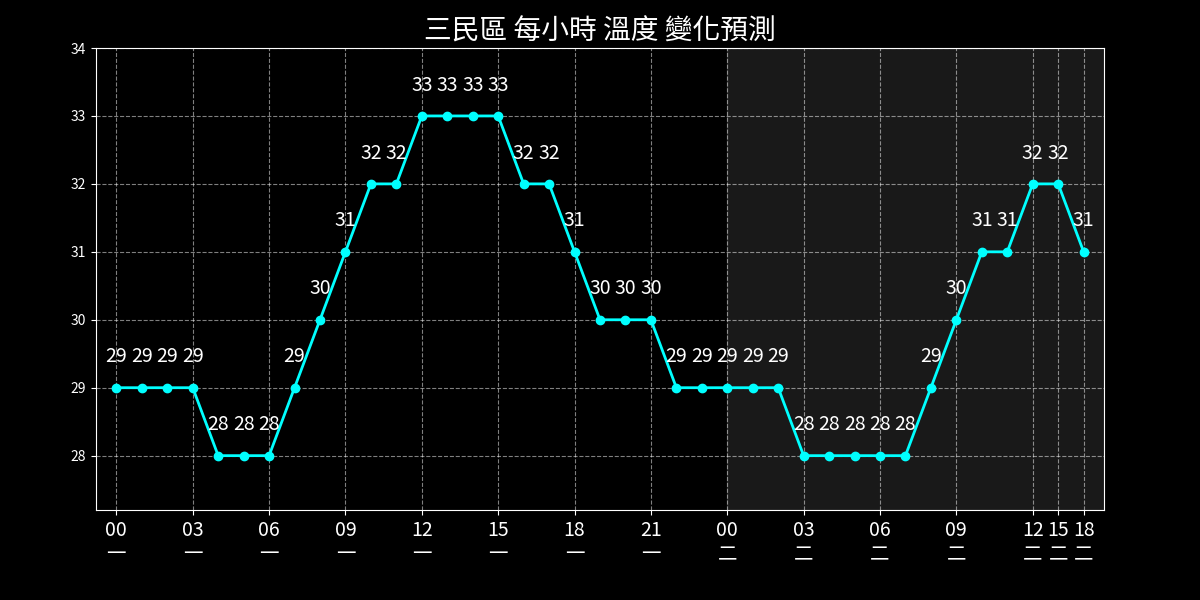 三民區 每小時 溫度 變化預測
34
33 33 33 33
33
32 32 32 32 32 32
32
31 31 31 31 31
31
30 30 30 30 30
30
29 29 29 29 29 29 29 29 29 29 29
29
28 28 28 28 28 28 28 28
28
00 03 06 09 12 15 18 21 00 03 06 09 12 15 18
一 一 一 一 一 一 一 一 二 二 二 二 二 二 二